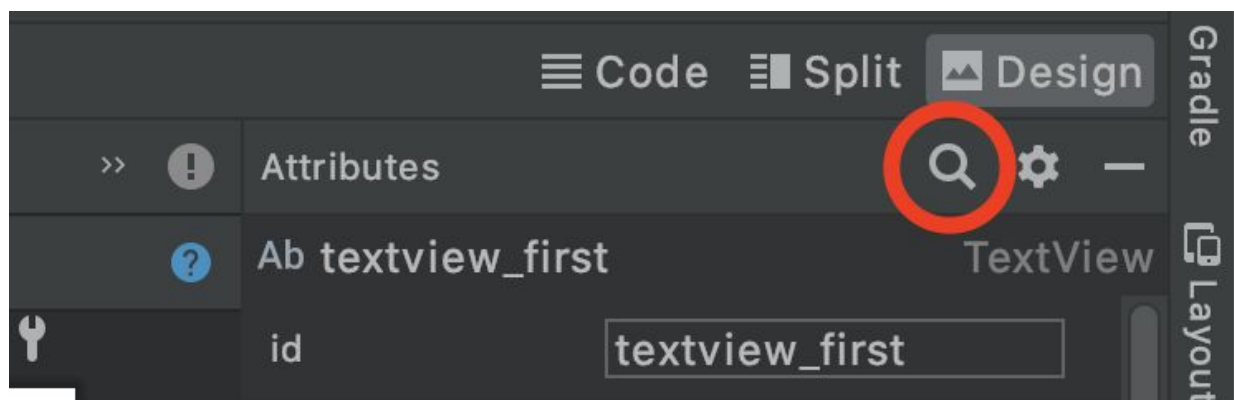 Code Split Design
Attributes
Ab textview_first TextView
id textview_first
Gradle
Layout